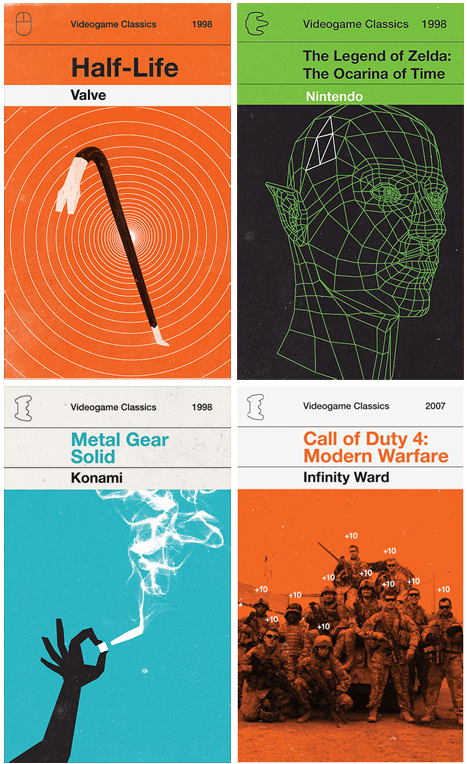 Videogame Classics 1998
Half-Life
Valve
Videogame Classics 1998
The Legend of Zelda:
The Ocarina of Time
Nintendo
Videogame Classics 1998
Metal Gear
Solid
Konami
Videogame Classics 2007
Call of Duty 4:
Modern Warfare
Infinity Ward
+10
+10
+10
+10
+10
+10
+10
+10
+10
+10